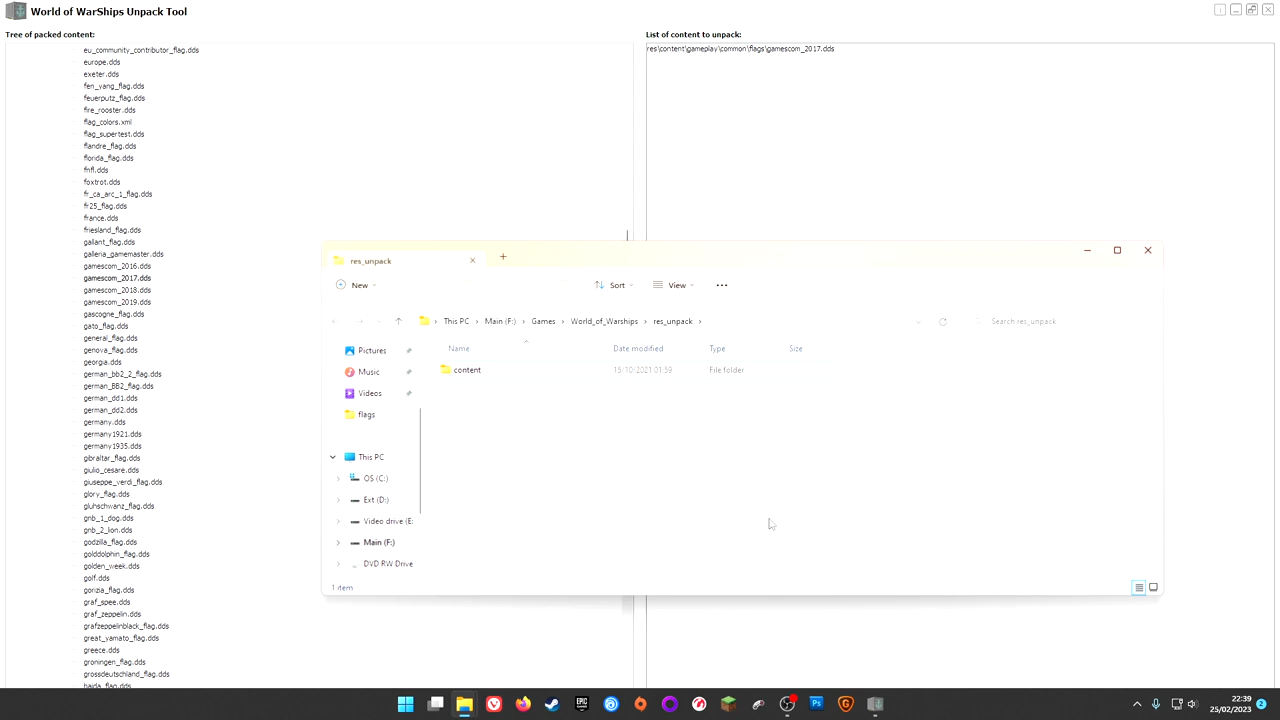 World of WarShips Unpack Tool
Tree of packed content:
List of content to unpack:
eu_community_contributor_flag.dds
europe.dds
exeter.dds
fen_yang_flag.dds
feuerputz_flag.dds
fire_rooster.dds
flag_colors.xml
flag_supertest.dds
flandre_flag.dds
florida_flag.dds
fnfl.dds
foxtrot.dds
fr_ca_arc_1_flag.dds
fr25_flag.dds
france.dds
friesland_flag.dds
gallant_flag.dds
galleria_gamemaster.dds
gamescom_2016.dds
gamescom_2017.dds
gamescom_2018.dds
gamescom_2019.dds
gascogne_flag.dds
gato_flag.dds
general_flag.dds
genova_flag.dds
georgia.dds
german_bb2_2_flag.dds
german_BB2_flag.dds
german_dd1.dds
german_dd2.dds
germany.dds
germany1921.dds
germany1935.dds
gibraltar_flag.dds
giulio_cesare.dds
giuseppe_verdi_flag.dds
glory_flag.dds
gluhschwanz_flag.dds
gnb_1_dog.dds
gnb_2_lion.dds
godzilla_flag.dds
golddolphin_flag.dds
golden_week.dds
golf.dds
gorizia_flag.dds
graf_spee.dds
graf_zeppelin.dds
grafzeppelinblack_flag.dds
great_yamato_flag.dds
greece.dds
groningen_flag.dds
grossdeutschland_flag.dds
haida_flag.dds
res\content\gameplay\common\flags\gamescom_2017.dds
res_unpack
New
Sort
View
This PC › Main (F:) › Games › World_of_Warships › res_unpack ›
Search res_unpack
Name Date modified Type Size
content 15/10/2021 01:59 File folder
Pictures
Music
Videos
flags
This PC
OS (C:)
Ext (D:)
Video drive (E:
Main (F:)
DVD RW Drive
1 item
22:39
25/02/2023
2